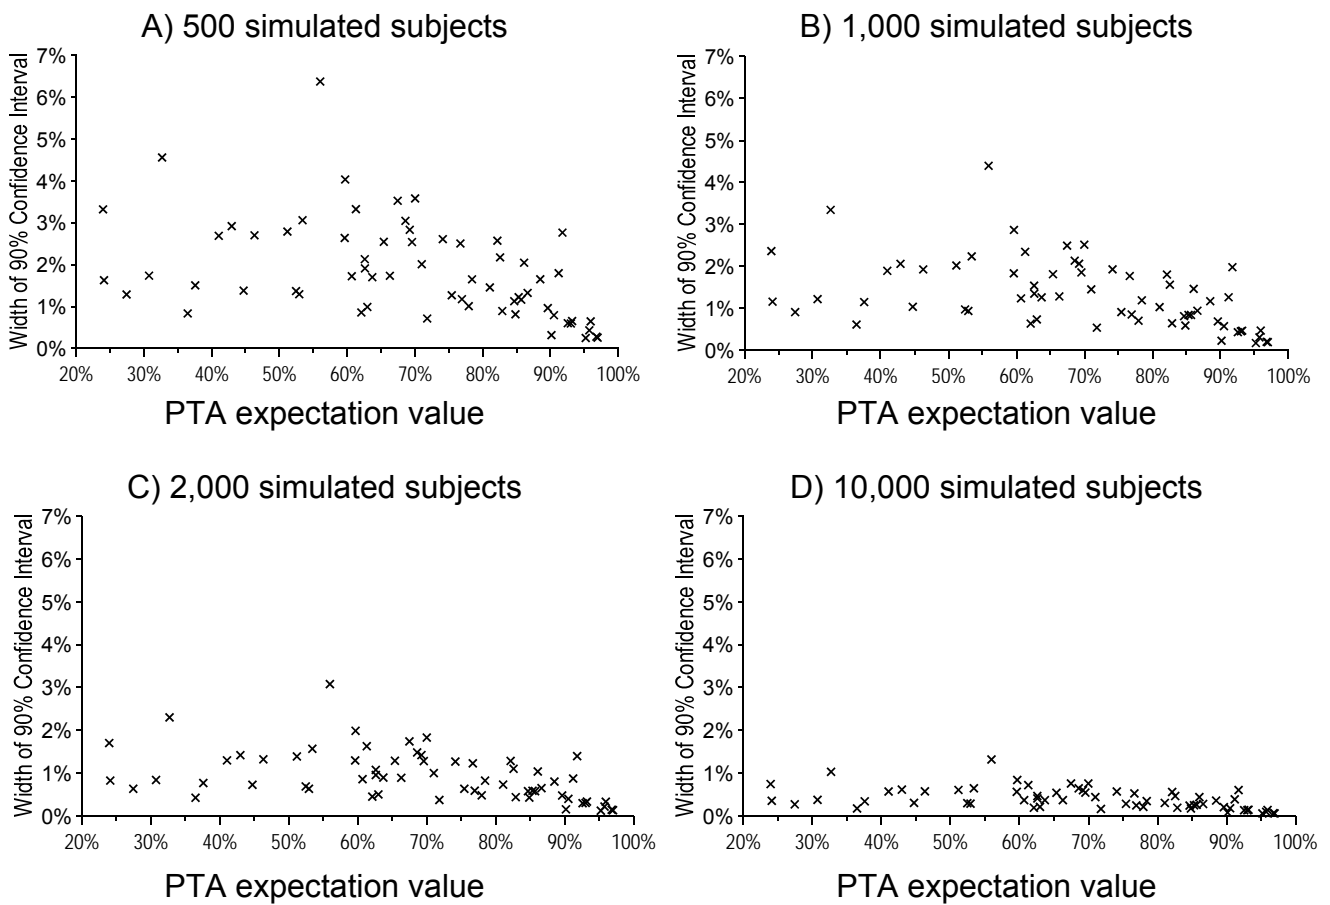 A) 500 simulated subjects
Width of 90% Confidence Interval
7%
6%
5%
4%
3%
2%
1%
0%
20% 30% 40% 50% 60% 70% 80% 90% 100%
PTA expectation value
B) 1,000 simulated subjects
Width of 90% Confidence Interval
7%
6%
5%
4%
3%
2%
1%
0%
20% 30% 40% 50% 60% 70% 80% 90% 100%
PTA expectation value
C) 2,000 simulated subjects
Width of 90% Confidence Interval
7%
6%
5%
4%
3%
2%
1%
0%
20% 30% 40% 50% 60% 70% 80% 90% 100%
PTA expectation value
D) 10,000 simulated subjects
Width of 90% Confidence Interval
7%
6%
5%
4%
3%
2%
1%
0%
20% 30% 40% 50% 60% 70% 80% 90% 100%
PTA expectation value